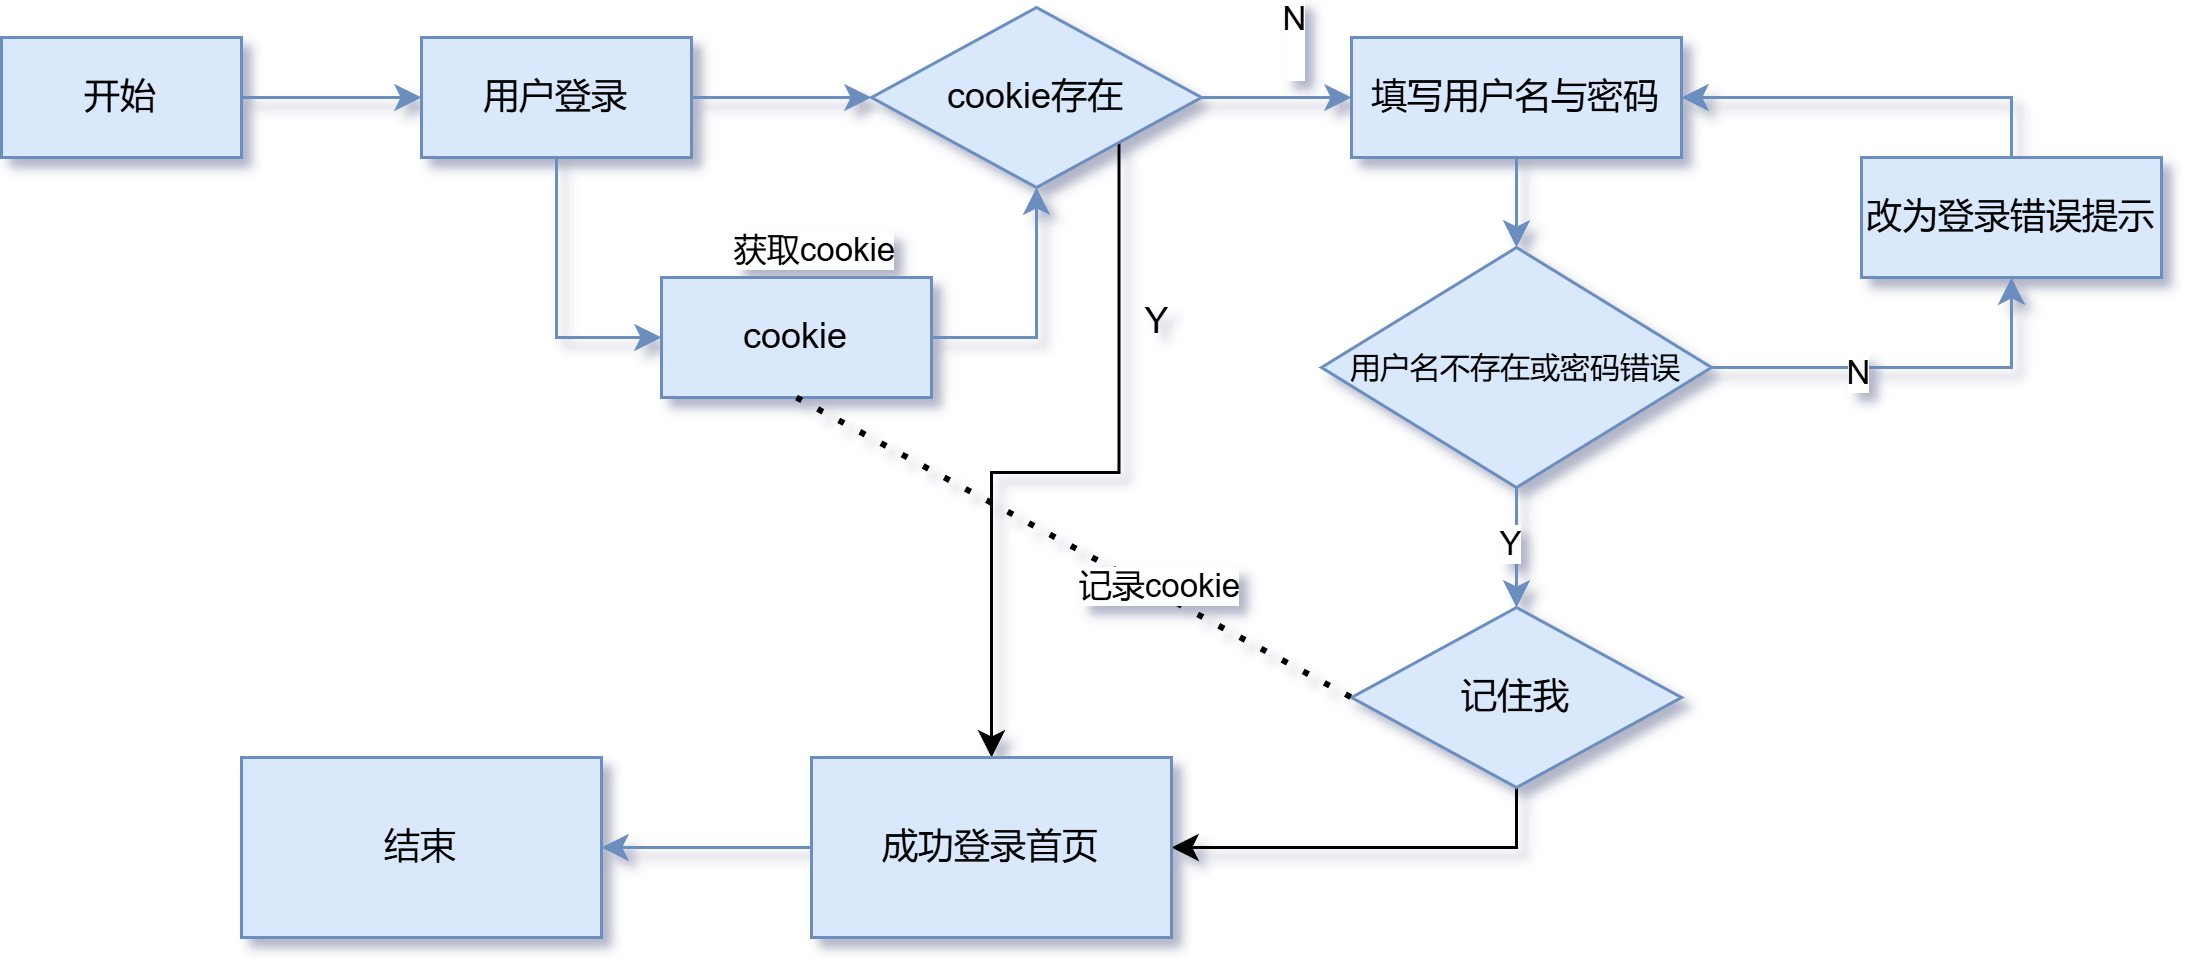 开始
用户登录
cookie存在
N
填写用户名与密码
改为登录错误提示
获取cookie
cookie
Y
用户名不存在或密码错误
N
Y
记录cookie
记住我
结束
成功登录首页